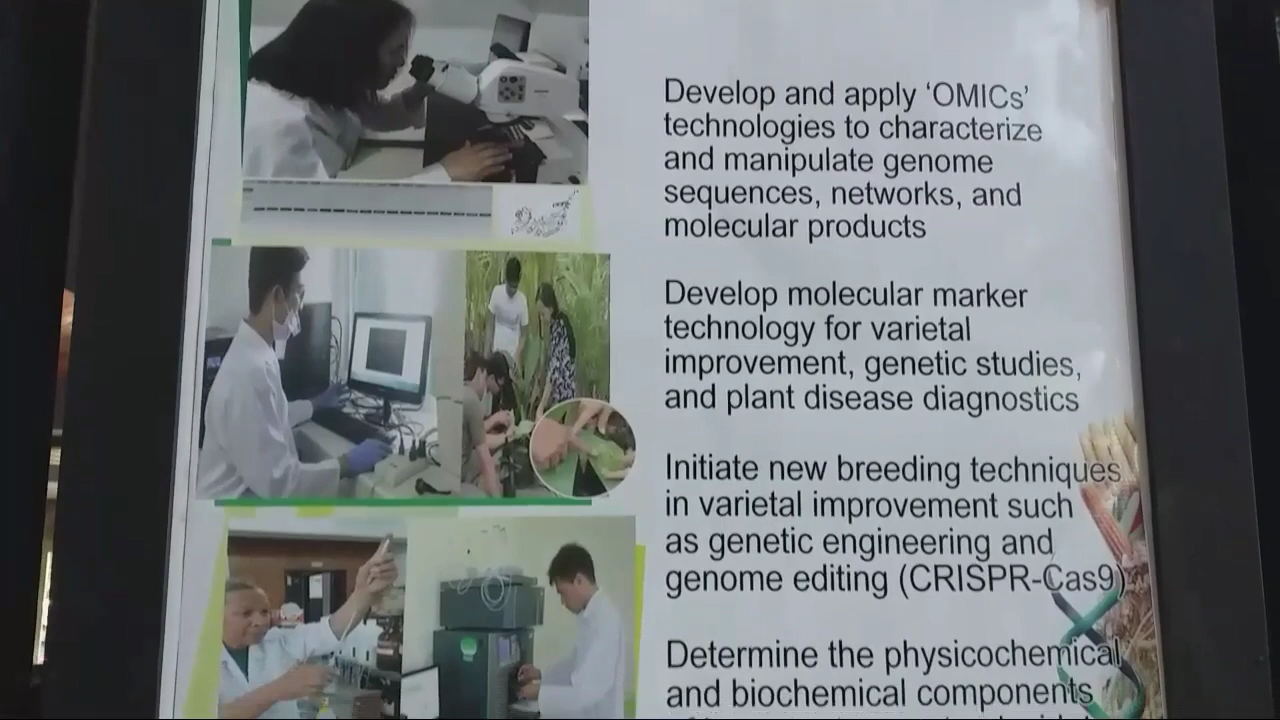 Develop and apply ‘OMICs’
technologies to characterize
and manipulate genome
sequences, networks, and
molecular products
Develop molecular marker
technology for varietal
improvement, genetic studies,
and plant disease diagnostics
Initiate new breeding techniques
in varietal improvement such
as genetic engineering and
genome editing (CRISPR-Cas9)
Determine the physicochemical
and biochemical components